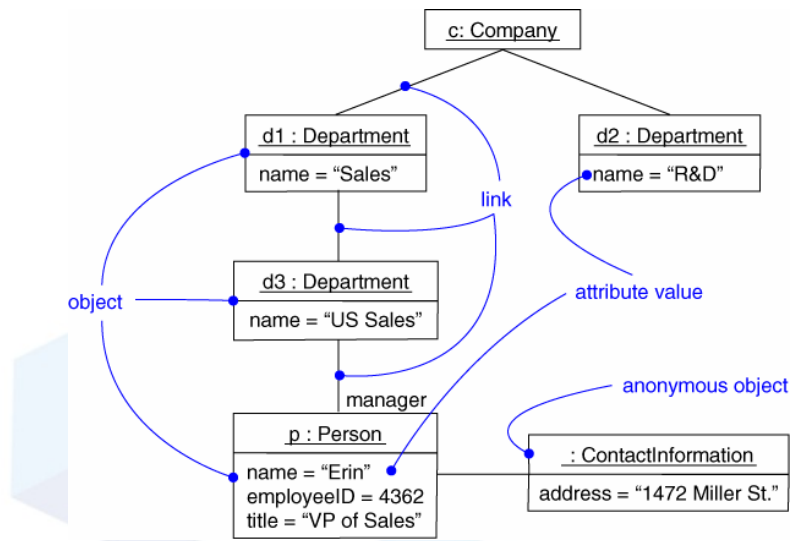 c: Company
d1 : Department
name = “Sales”
d2 : Department
name = “R&D”
link
d3 : Department
name = “US Sales”
object
attribute value
manager
anonymous object
p : Person
name = “Erin”
employeeID = 4362
title = “VP of Sales”
: ContactInformation
address = “1472 Miller St.”